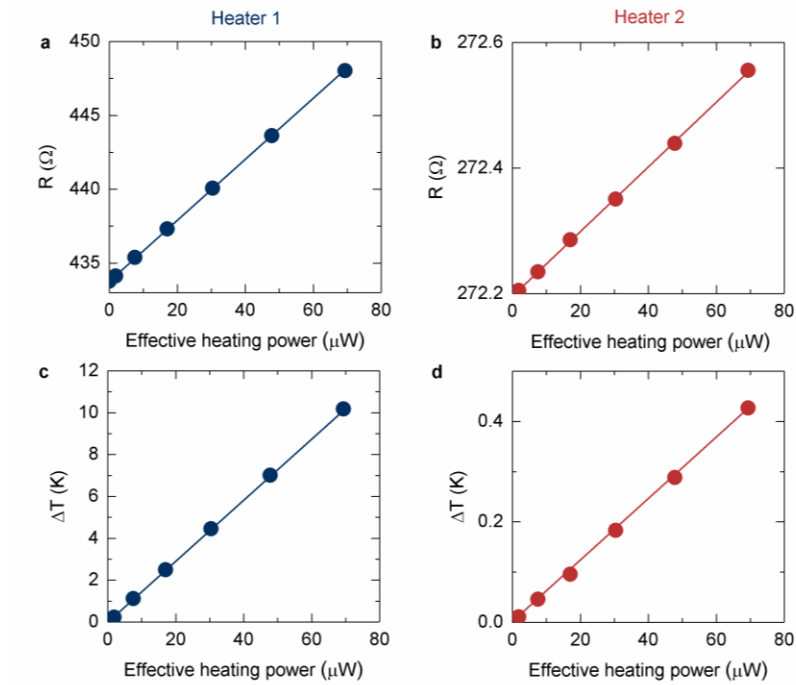 Heater 1
Heater 2
a
450
445
440
435
R (Ω)
0
20
40
60
80
Effective heating power (μW)
b
272.6
272.4
272.2
R (Ω)
0
20
40
60
80
Effective heating power (μW)
c
12
10
8
6
4
2
0
ΔT (K)
0
20
40
60
80
Effective heating power (μW)
d
0.4
0.2
0.0
ΔT (K)
0
20
40
60
80
Effective heating power (μW)